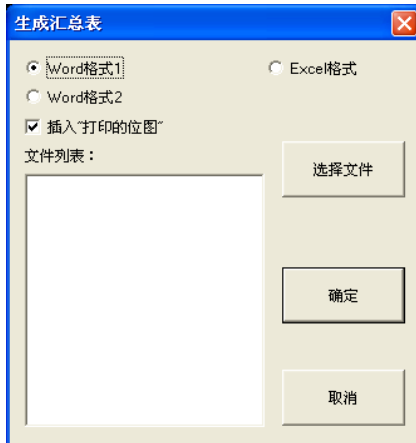 生成汇总表
Word格式1
Excel格式
Word格式2
插入"打印的位图"
文件列表：
选择文件
确定
取消